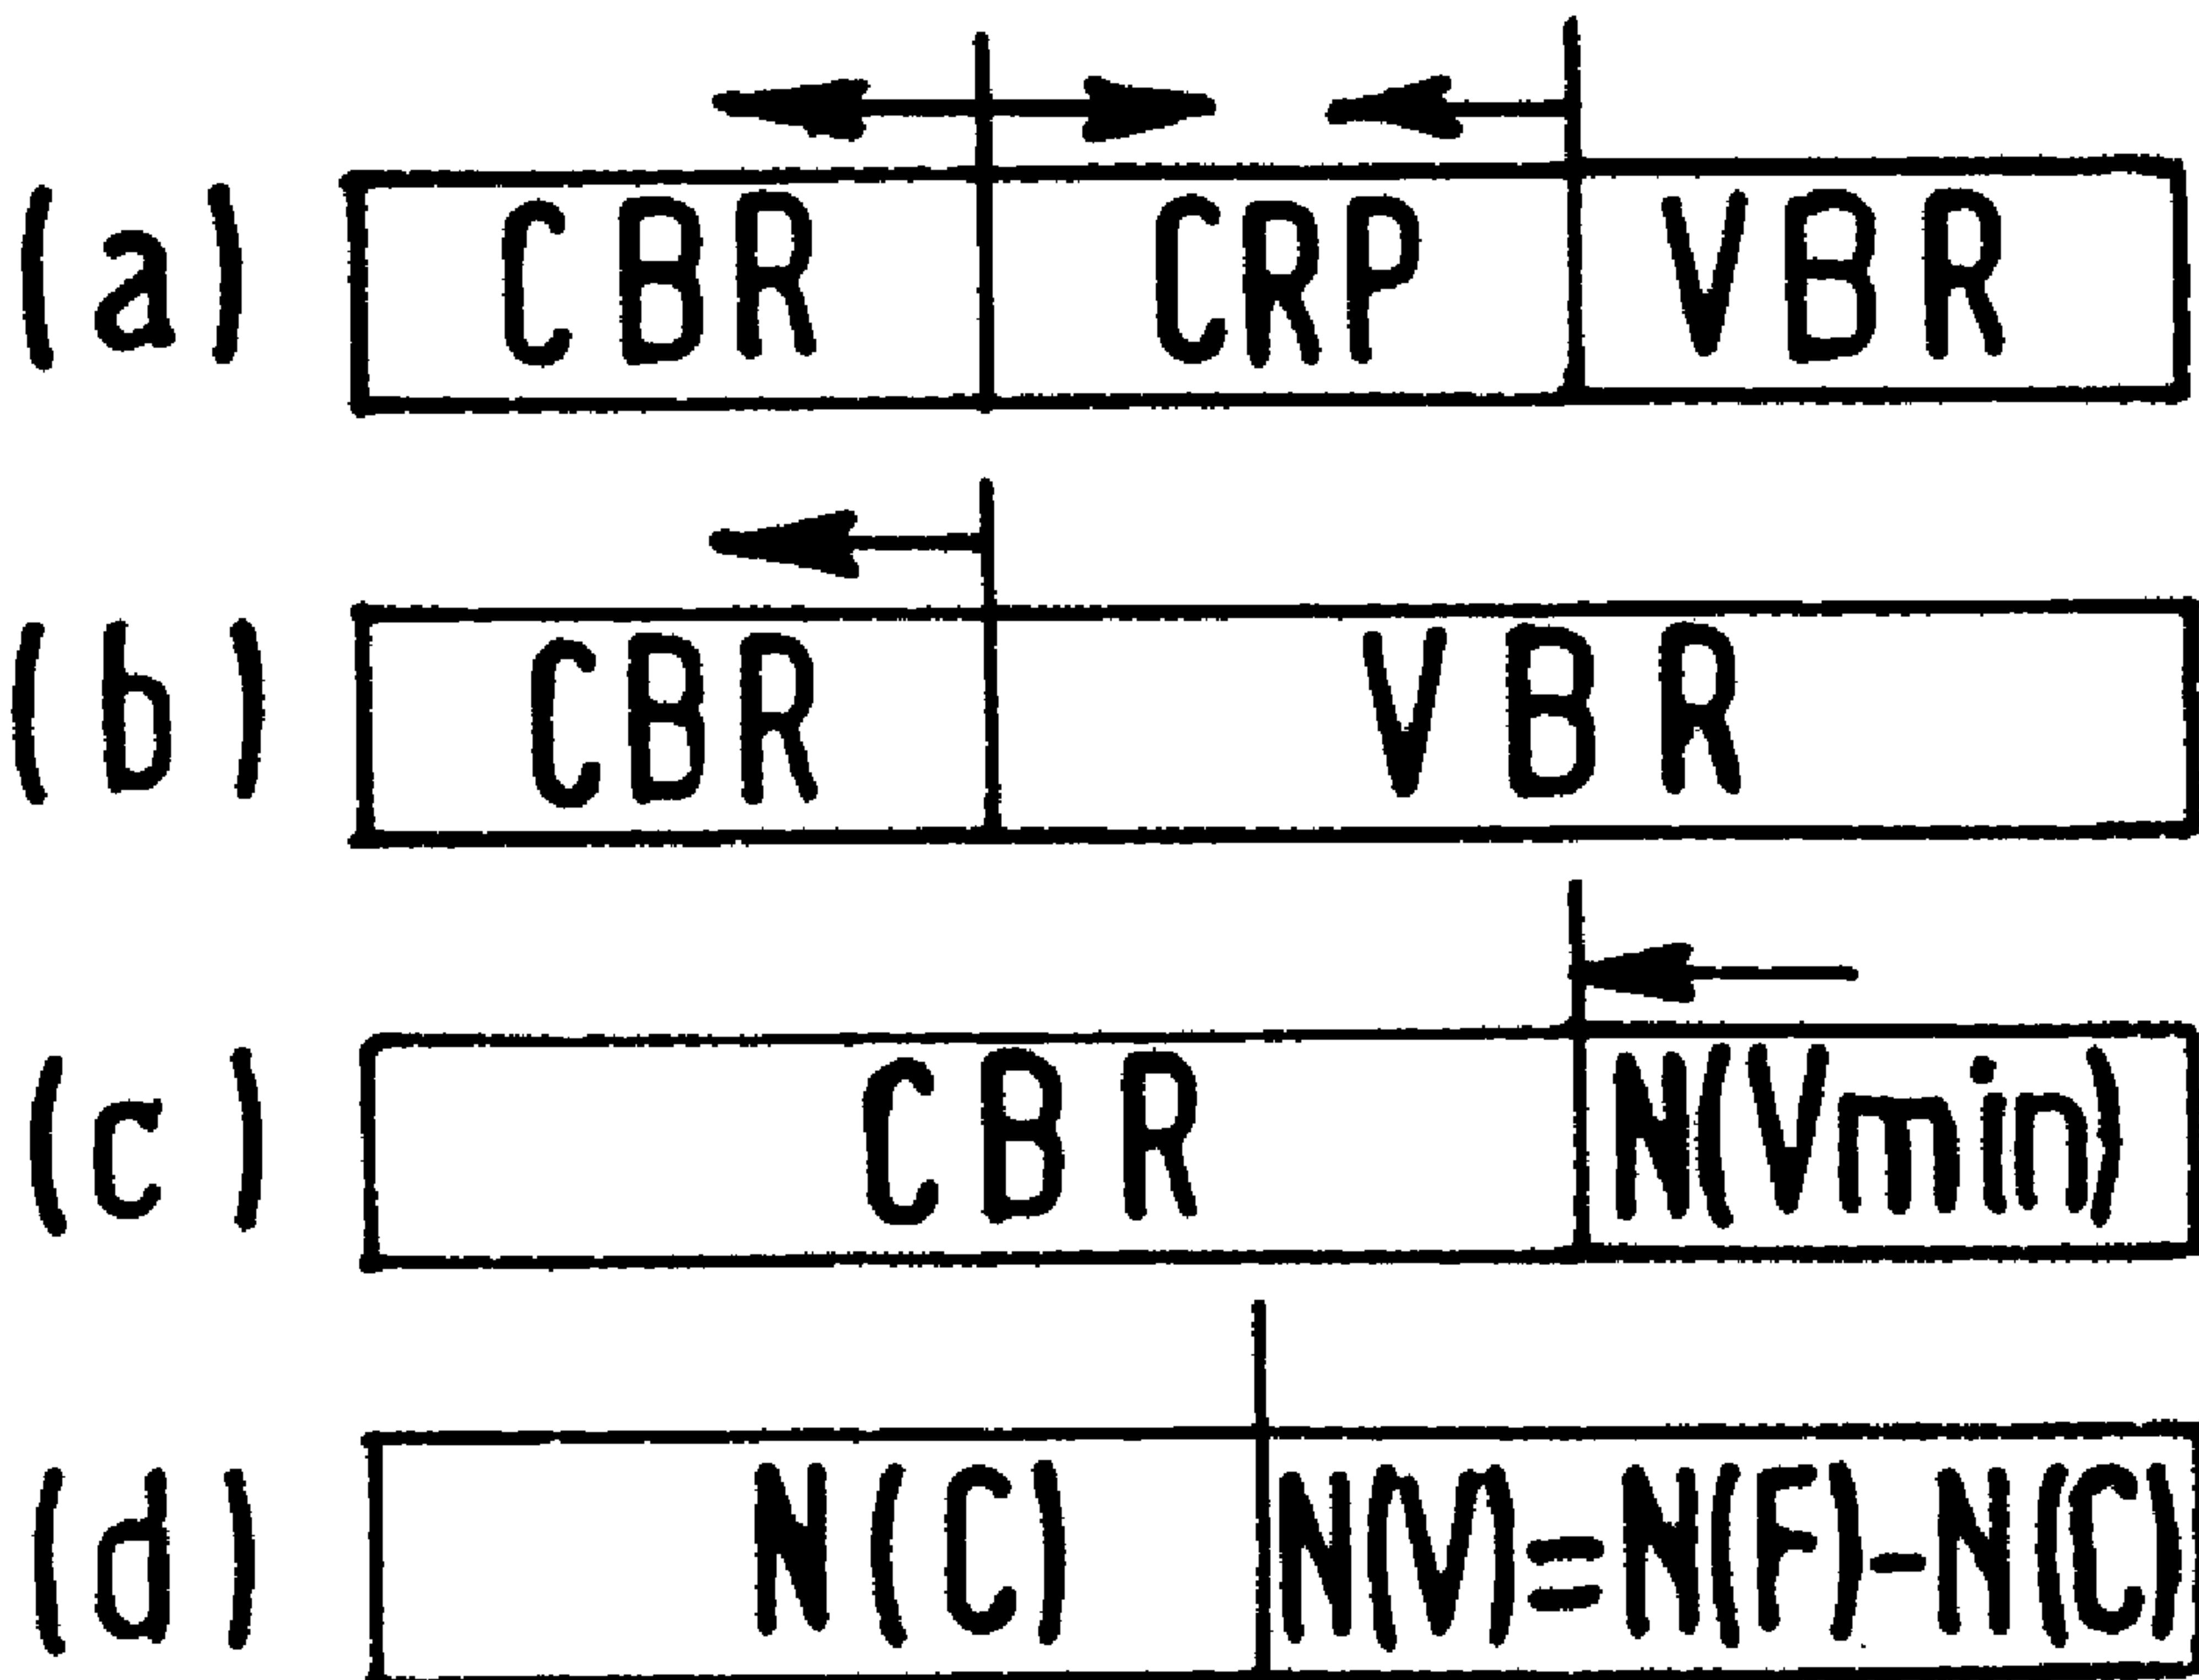 (a) CBR CRP VBR
(b) CBR VBR
(c) CBR N(Vmin)
(d) N(C) N(V)=N(F)-N(C)